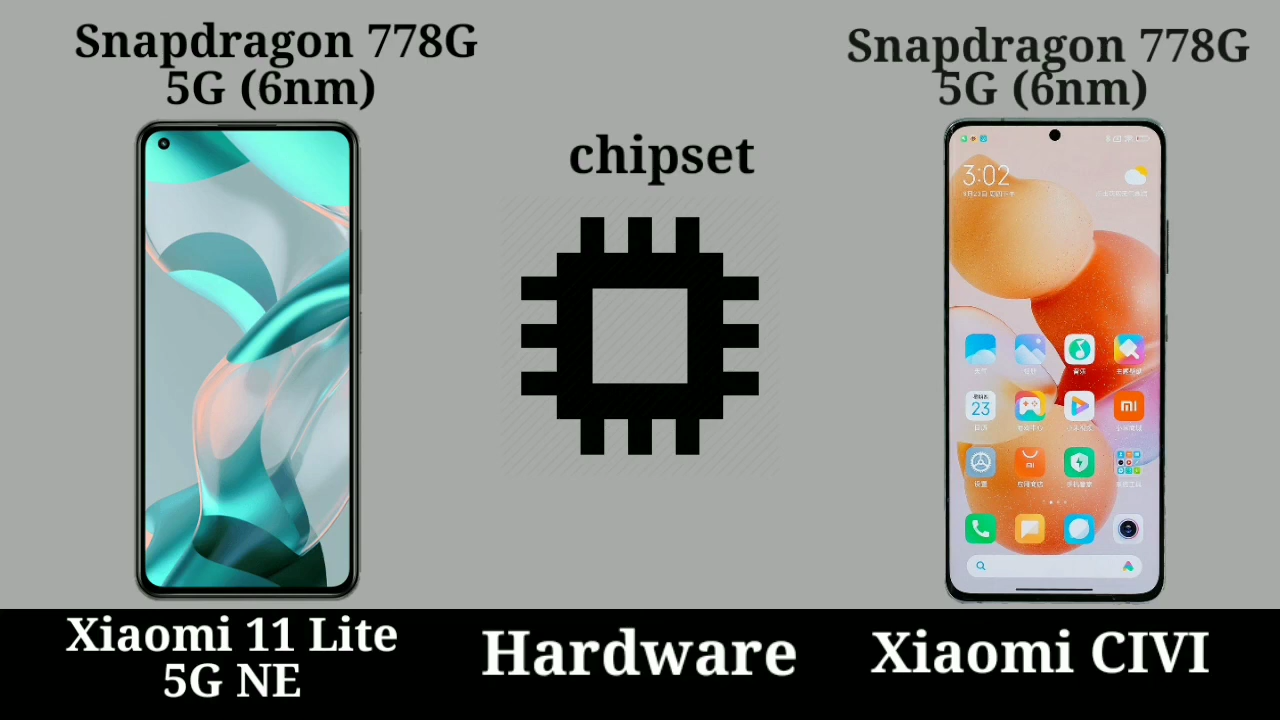 Snapdragon 778G
5G (6nm)
Snapdragon 778G
5G (6nm)
chipset
3:02
23
mi
Xiaomi 11 Lite
5G NE
Hardware
Xiaomi CIVI